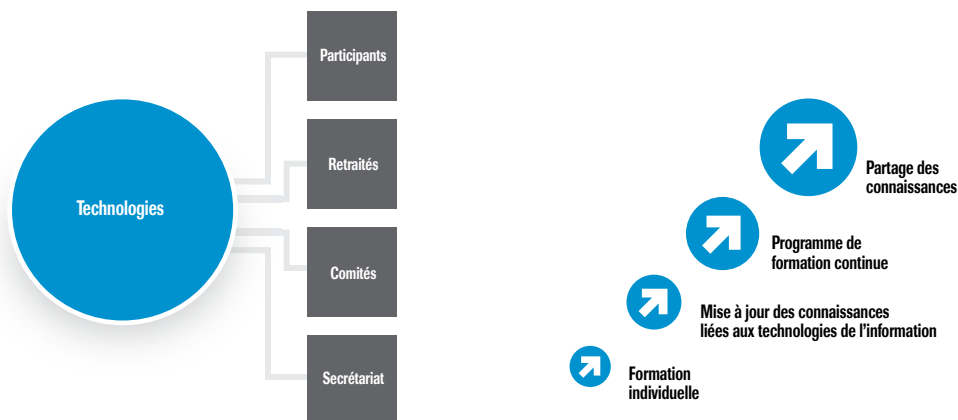 Technologies
Participants
Retraités
Comités
Secrétariat
Partage des
connaissances
Programme de
formation continue
Mise à jour des connaissances
liées aux technologies de l'information
Formation
individuelle